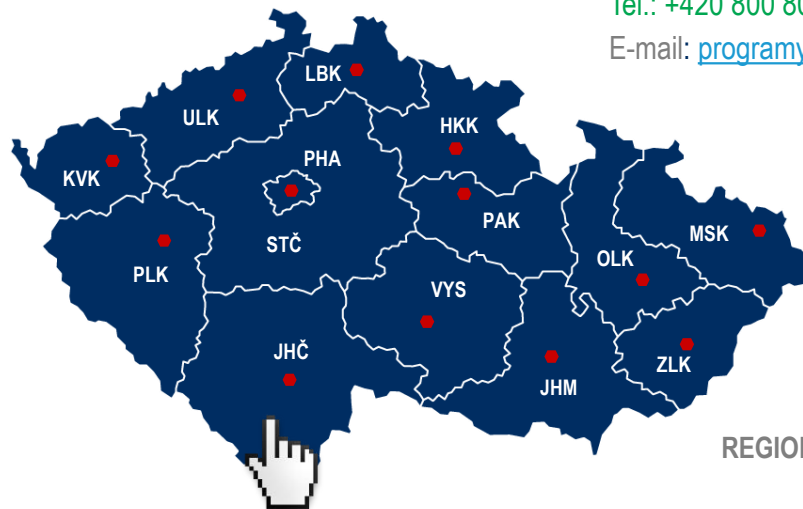 Tel.: +420 800 80
E-mail: programy
LBK
ULK
HKK
PHA
KVK
PAK
MSK
STČ
OLK
PLK
VYS
JHČ
ZLK
JHM
REGION